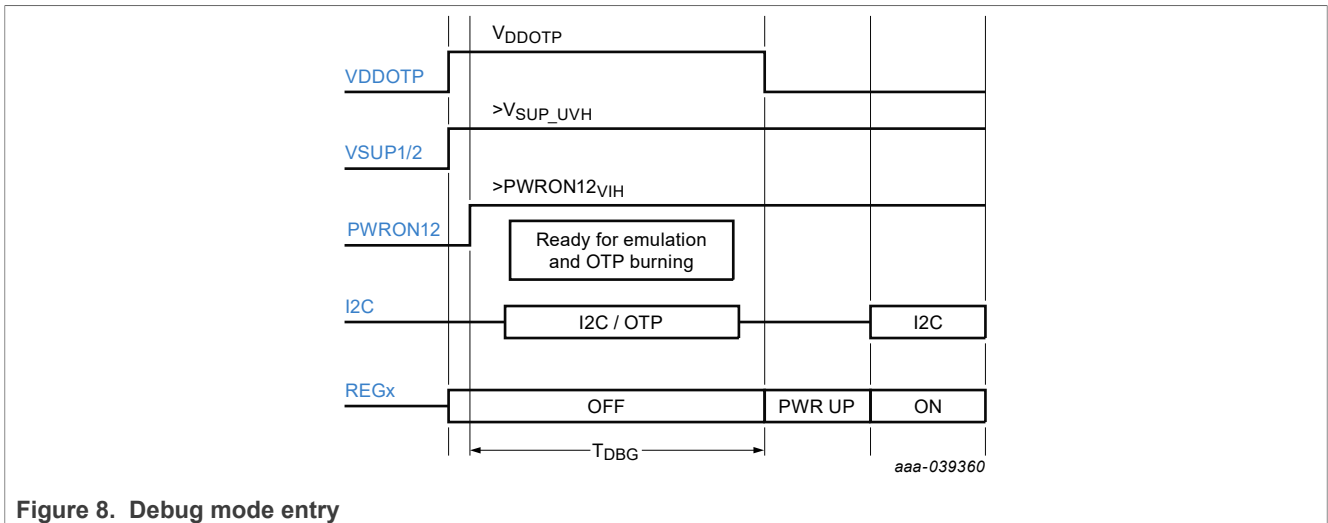 VDDOTP
VDDOTP
>VSUP_UVH
VSUP1/2
>PWRON12VIH
PWRON12
Ready for emulation
and OTP burning
I2C
I2C / OTP
I2C
REGx
OFF
PWR UP
ON
TDBG
aaa-039360
Figure 8. Debug mode entry